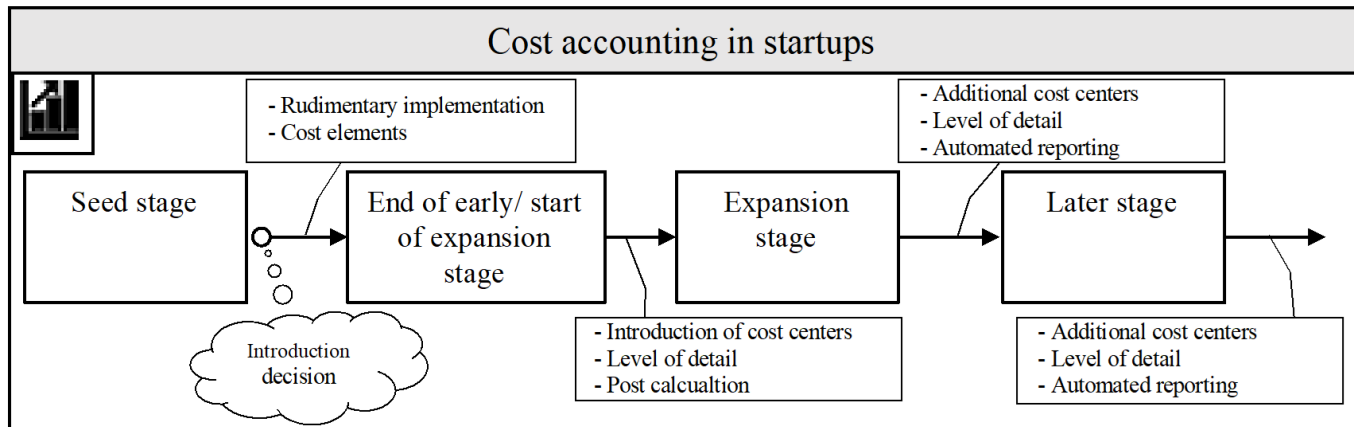 Cost accounting in startups
- Rudimentary implementation
- Cost elements
- Additional cost centers
- Level of detail
- Automated reporting
Seed stage
End of early/ start
of expansion
stage
Expansion
stage
Later stage
Introduction
decision
- Introduction of cost centers
- Level of detail
- Post calcualtion
- Additional cost centers
- Level of detail
- Automated reporting